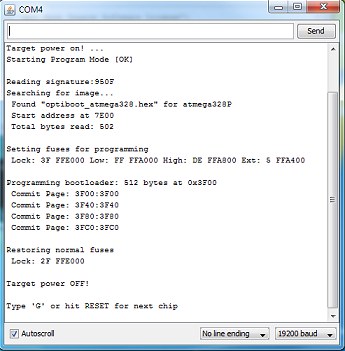 COM4
Send
Target power on! ...
Starting Program Mode [OK]
Reading signature:950F
Searching for image...
Found "optiboot_atmega328.hex" for atmega328P
Start address at 7E00
Total bytes read: 502
Setting fuses for programming
Lock: 3F FFE000 Low: FF FFA000 High: DE FFA800 Ext: 5 FFA400
Programming bootloader: 512 bytes at 0x3F00
Commit Page: 3F00:3F00
Commit Page: 3F40:3F40
Commit Page: 3F80:3F80
Commit Page: 3FC0:3FC0
Restoring normal fuses
Lock: 2F FFE000
Target power OFF!
Type 'G' or hit RESET for next chip
Autoscroll
No line ending
19200 baud